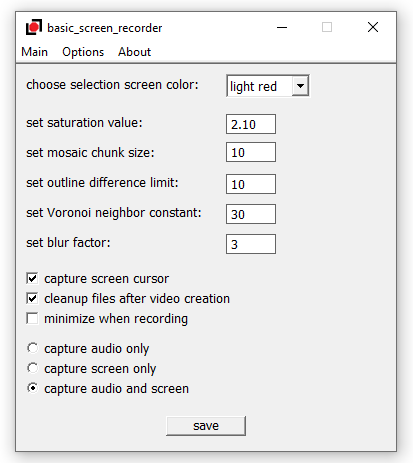 basic_screen_recorder
Main Options About
choose selection screen color: light red
set saturation value: 2.10
set mosaic chunk size: 10
set outline difference limit: 10
set Voronoi neighbor constant: 30
set blur factor: 3
capture screen cursor
cleanup files after video creation
minimize when recording
capture audio only
capture screen only
capture audio and screen
save